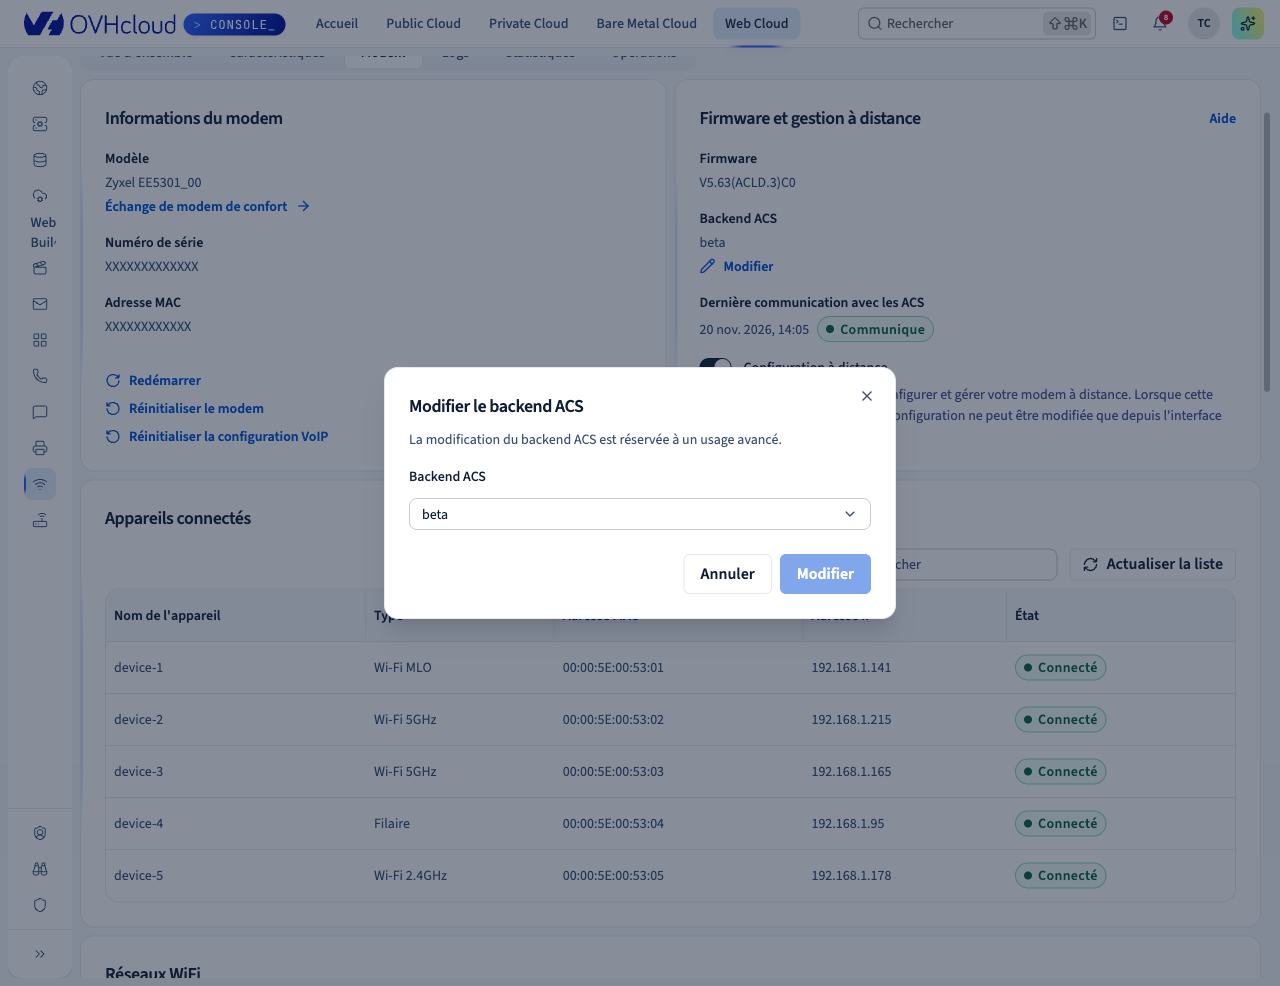 OVHcloud > CONSOLE_
Accueil
Public Cloud
Private Cloud
Bare Metal Cloud
Web Cloud
Rechercher
⇧⌘K
8
TC
Modem
Logs
Statistiques
Opérations
Informations du modem
Modèle
Zyxel EE5301_00
Échange de modem de confort
Numéro de série
XXXXXXXXXXXXX
Adresse MAC
XXXXXXXXXXXX
Redémarrer
Réinitialiser le modem
Réinitialiser la configuration VoIP
Firmware et gestion à distance
Aide
Firmware
V5.63(ACLD.3)C0
Backend ACS
beta
Modifier
Dernière communication avec les ACS
20 nov. 2026, 14:05
Communique
Configuration à distance
gérer votre modem à distance. Lorsque cette
ne peut être modifiée que depuis l'interface
Web
Modifier le backend ACS
La modification du backend ACS est réservée à un usage avancé.
Backend ACS
beta
Annuler
Modifier
Appareils connectés
Actualiser la liste
Nom de l'appareil
État
device-1
Wi-Fi MLO
00:00:5E:00:53:01
192.168.1.141
Connecté
device-2
Wi-Fi 5GHz
00:00:5E:00:53:02
192.168.1.215
Connecté
device-3
Wi-Fi 5GHz
00:00:5E:00:53:03
192.168.1.165
Connecté
device-4
Filaire
00:00:5E:00:53:04
192.168.1.95
Connecté
device-5
Wi-Fi 2.4GHz
00:00:5E:00:53:05
192.168.1.178
Connecté
Réseaux WiFi